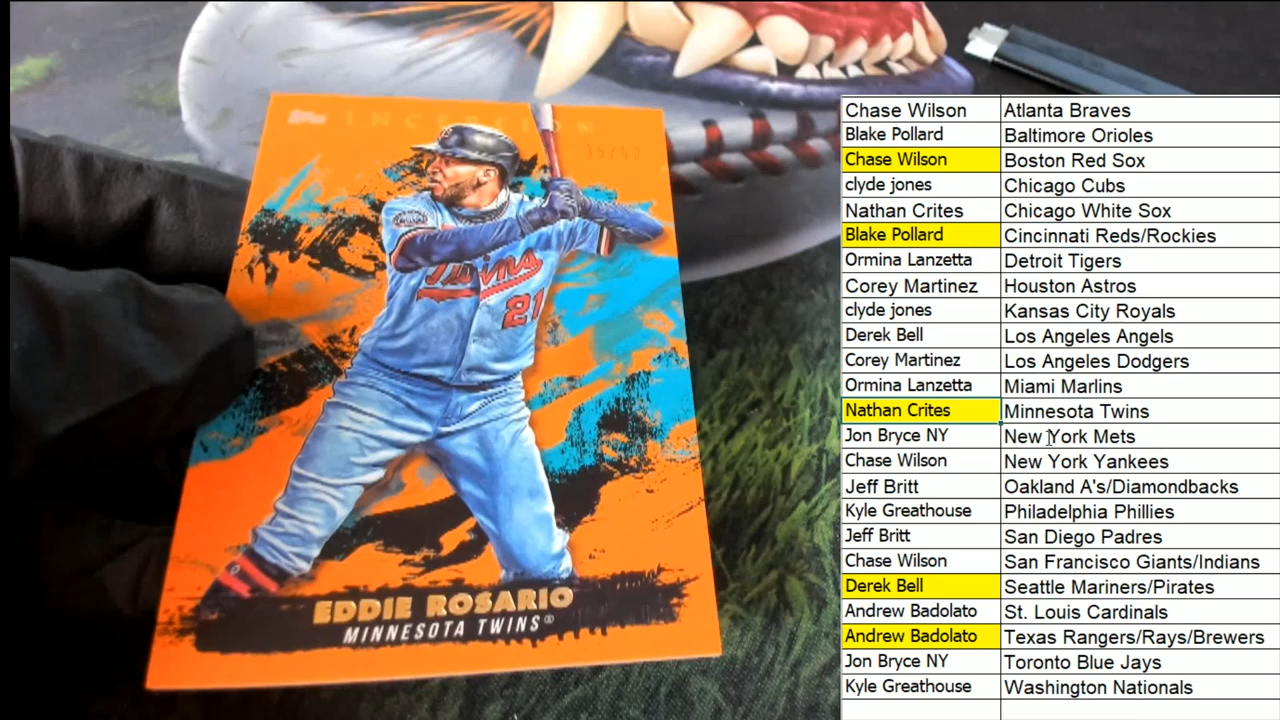 topps INCEPTION
Twins
21
EDDIE ROSARIO
MINNESOTA TWINS®
Chase Wilson Atlanta Braves
Blake Pollard Baltimore Orioles
Chase Wilson Boston Red Sox
clyde jones Chicago Cubs
Nathan Crites Chicago White Sox
Blake Pollard Cincinnati Reds/Rockies
Ormina Lanzetta Detroit Tigers
Corey Martinez Houston Astros
clyde jones Kansas City Royals
Derek Bell Los Angeles Angels
Corey Martinez Los Angeles Dodgers
Ormina Lanzetta Miami Marlins
Nathan Crites Minnesota Twins
Jon Bryce NY New York Mets
Chase Wilson New York Yankees
Jeff Britt Oakland A's/Diamondbacks
Kyle Greathouse Philadelphia Phillies
Jeff Britt San Diego Padres
Chase Wilson San Francisco Giants/Indians
Derek Bell Seattle Mariners/Pirates
Andrew Badolato St. Louis Cardinals
Andrew Badolato Texas Rangers/Rays/Brewers
Jon Bryce NY Toronto Blue Jays
Kyle Greathouse Washington Nationals